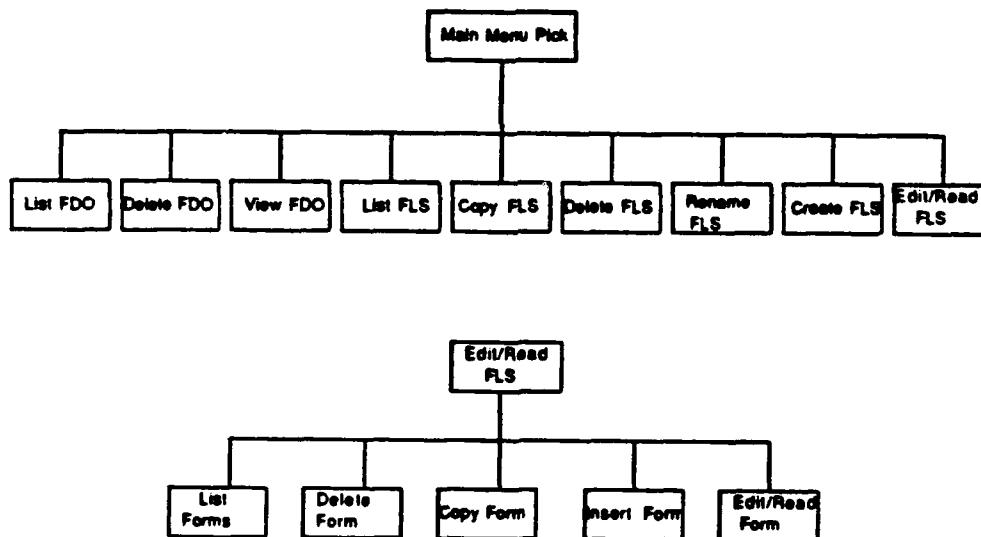 Main Menu Pick
List FDO
Delete FDO
View FDO
List FLS
Copy FLS
Delete FLS
Rename
FLS
Create FLS
Edit/Read
FLS
Edit/Read
FLS
List
Forms
Delete
Form
Copy Form
Insert Form
Edit/Read
Form